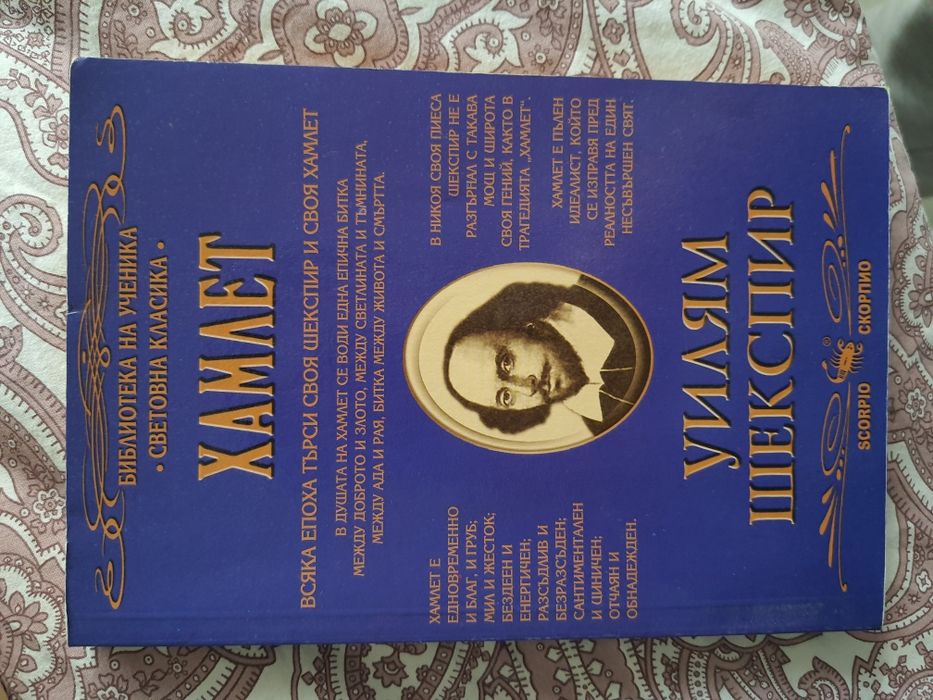 БИБЛИОТЕКА НА УЧЕНИКА
• СВЕТОВНА КЛАСИКА •
ХАМЛЕТ
ВСЯКА ЕПОХА ТЪРСИ СВОЯ ШЕКСПИР И СВОЯ ХАМЛЕТ
В ДУШАТА НА ХАМЛЕТ СЕ ВОДИ ЕДНА ЕПИЧНА БИТКА
МЕЖДУ ДОБРОТО И ЗЛОТО, МЕЖДУ СВЕТЛИНАТА И ТЪМНИНАТА,
МЕЖДУ АДА И РАЯ, БИТКА МЕЖДУ ЖИВОТА И СМЪРТТА.
ХАМЛЕТ Е
ЕДНОВРЕМЕННО
И БЛАГ, И ГРУБ;
МИЛ И ЖЕСТОК;
БЕЗДЕЕН И
ЕНЕРГИЧЕН;
РАЗСЪДЛИВ И
БЕЗРАЗСЪДЕН;
САНТИМЕНТАЛЕН
И ЦИНИЧЕН;
ОТЧАЯН И
ОБНАДЕЖДЕН.
В НИКОЯ СВОЯ ПИЕСА
ШЕКСПИР НЕ Е
РАЗГЪРНАЛ С ТАКАВА
МОЩ И ШИРОТА
СВОЯ ГЕНИЙ, КАКТО В
ТРАГЕДИЯТА „ХАМЛЕТ".
ХАМЛЕТ Е ПЪЛЕН
ИДЕАЛИСТ, КОЙТО
СЕ ИЗПРАВЯ ПРЕД
РЕАЛНОСТТА НА ЕДИН
НЕСЪВЪРШЕН СВЯТ.
УИЛЯМ
ШЕКСПИР
®
SCORPIO СКОРПИО